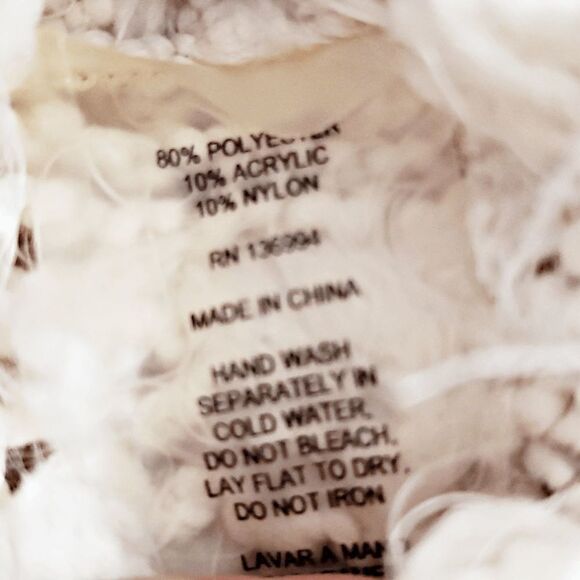 80% POLYESTER
10% ACRYLIC
10% NYLON
RN 136994
MADE IN CHINA
HAND WASH
SEPARATELY IN
COLD WATER.
DO NOT BLEACH.
LAY FLAT TO DRY.
DO NOT IRON
LAVAR A MAN